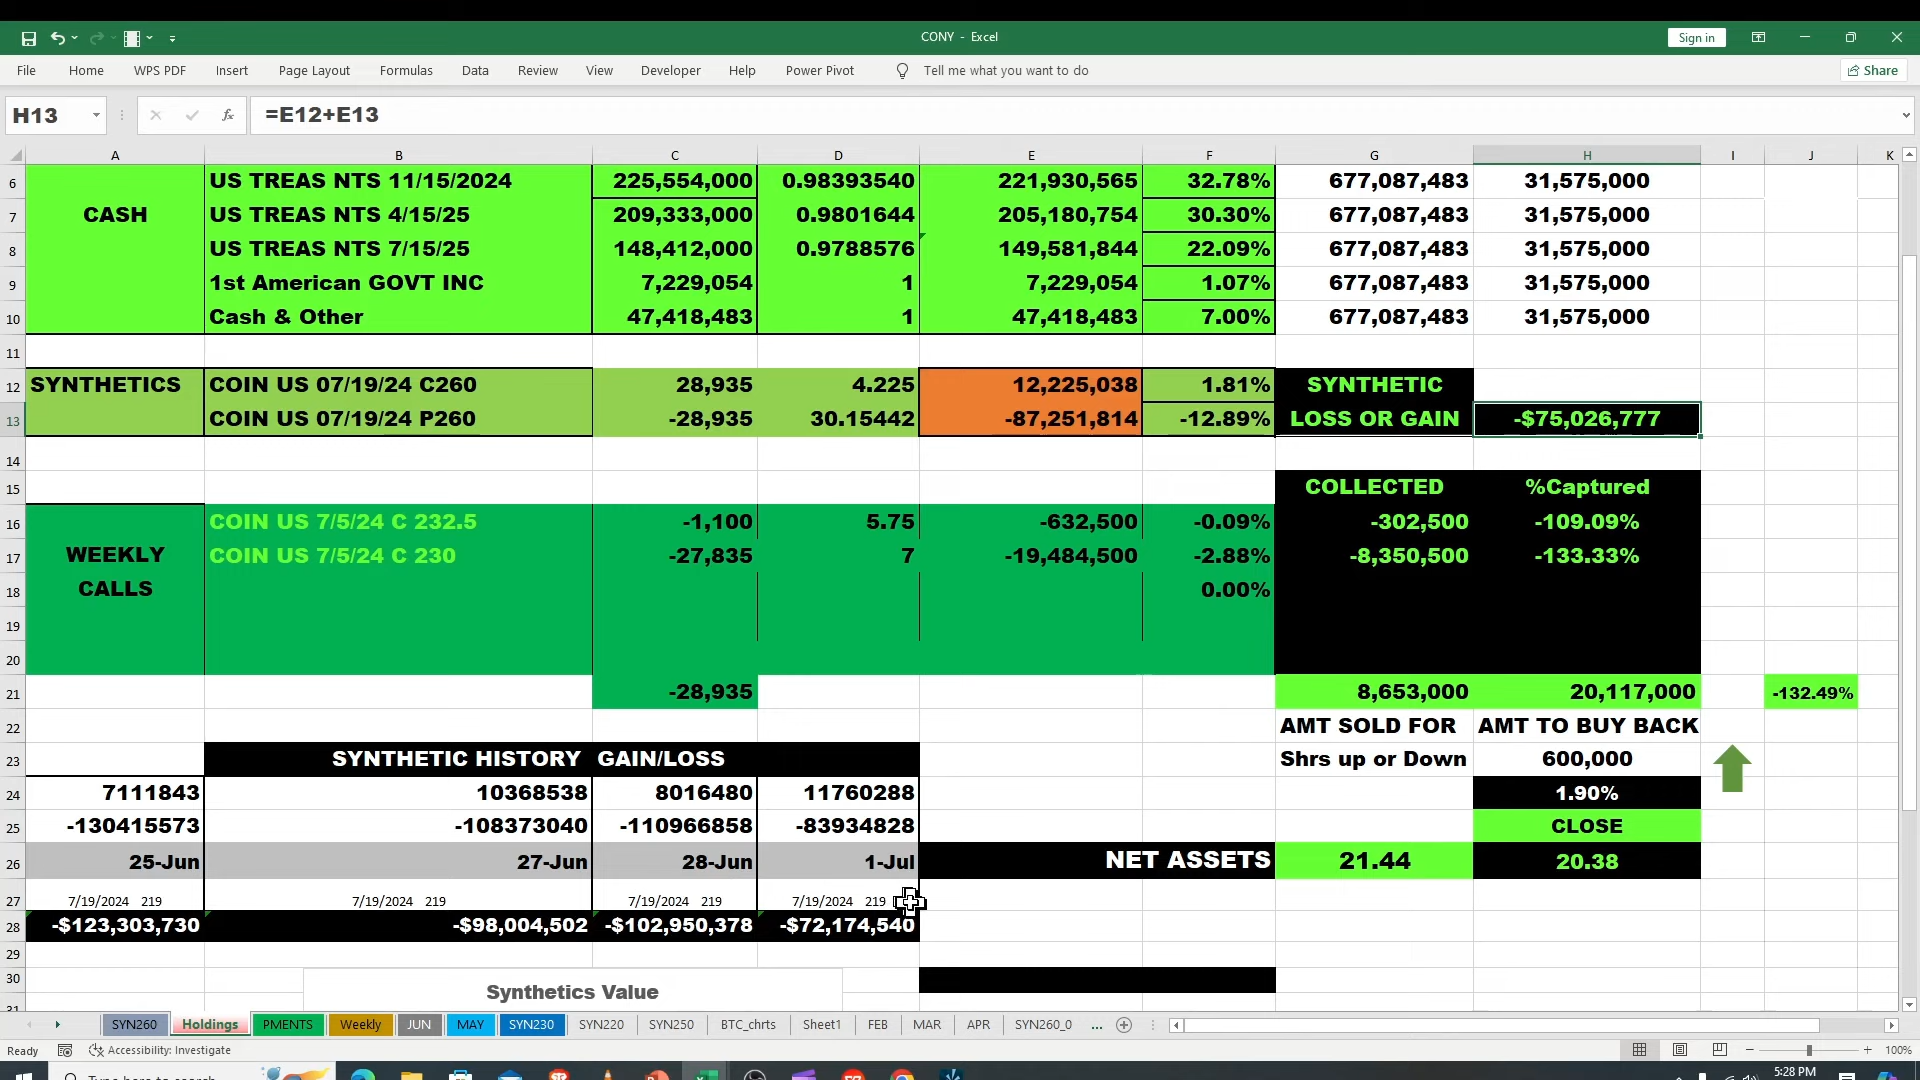 CONY - Excel
Sign in
File Home WPS PDF Insert Page Layout Formulas Data Review View Developer Help Power Pivot Tell me what you want to do Share
H13 fx =E12+E13
A B C D E F G H I J K
6 US TREAS NTS 11/15/2024 225,554,000 0.98393540 221,930,565 32.78% 677,087,483 31,575,000
7 CASH US TREAS NTS 4/15/25 209,333,000 0.9801644 205,180,754 30.30% 677,087,483 31,575,000
8 US TREAS NTS 7/15/25 148,412,000 0.9788576 149,581,844 22.09% 677,087,483 31,575,000
9 1st American GOVT INC 7,229,054 1 7,229,054 1.07% 677,087,483 31,575,000
10 Cash & Other 47,418,483 1 47,418,483 7.00% 677,087,483 31,575,000
11
12 SYNTHETICS COIN US 07/19/24 C260 28,935 4.225 12,225,038 1.81% SYNTHETIC
13 COIN US 07/19/24 P260 -28,935 30.15442 -87,251,814 -12.89% LOSS OR GAIN -$75,026,777
14
15 COLLECTED %Captured
16 COIN US 7/5/24 C 232.5 -1,100 5.75 -632,500 -0.09% -302,500 -109.09%
17 WEEKLY COIN US 7/5/24 C 230 -27,835 7 -19,484,500 -2.88% -8,350,500 -133.33%
18 CALLS 0.00%
19
20
21 -28,935 8,653,000 20,117,000 -132.49%
22 AMT SOLD FOR AMT TO BUY BACK
23 SYNTHETIC HISTORY GAIN/LOSS Shrs up or Down 600,000
24 7111843 10368538 8016480 11760288 1.90%
25 -130415573 -108373040 -110966858 -83934828 CLOSE
26 25-Jun 27-Jun 28-Jun 1-Jul NET ASSETS 21.44 20.38
27 7/19/2024 219 7/19/2024 219 7/19/2024 219 7/19/2024 219
28 -$123,303,730 -$98,004,502 -$102,950,378 -$72,174,540
29
30 Synthetics Value
SYN260 Holdings PMENTS Weekly JUN MAY SYN230 SYN220 SYN250 BTC_chrts Sheet1 FEB MAR APR SYN260_0 ...
Ready Accessibility: Investigate 100%
5:28 PM